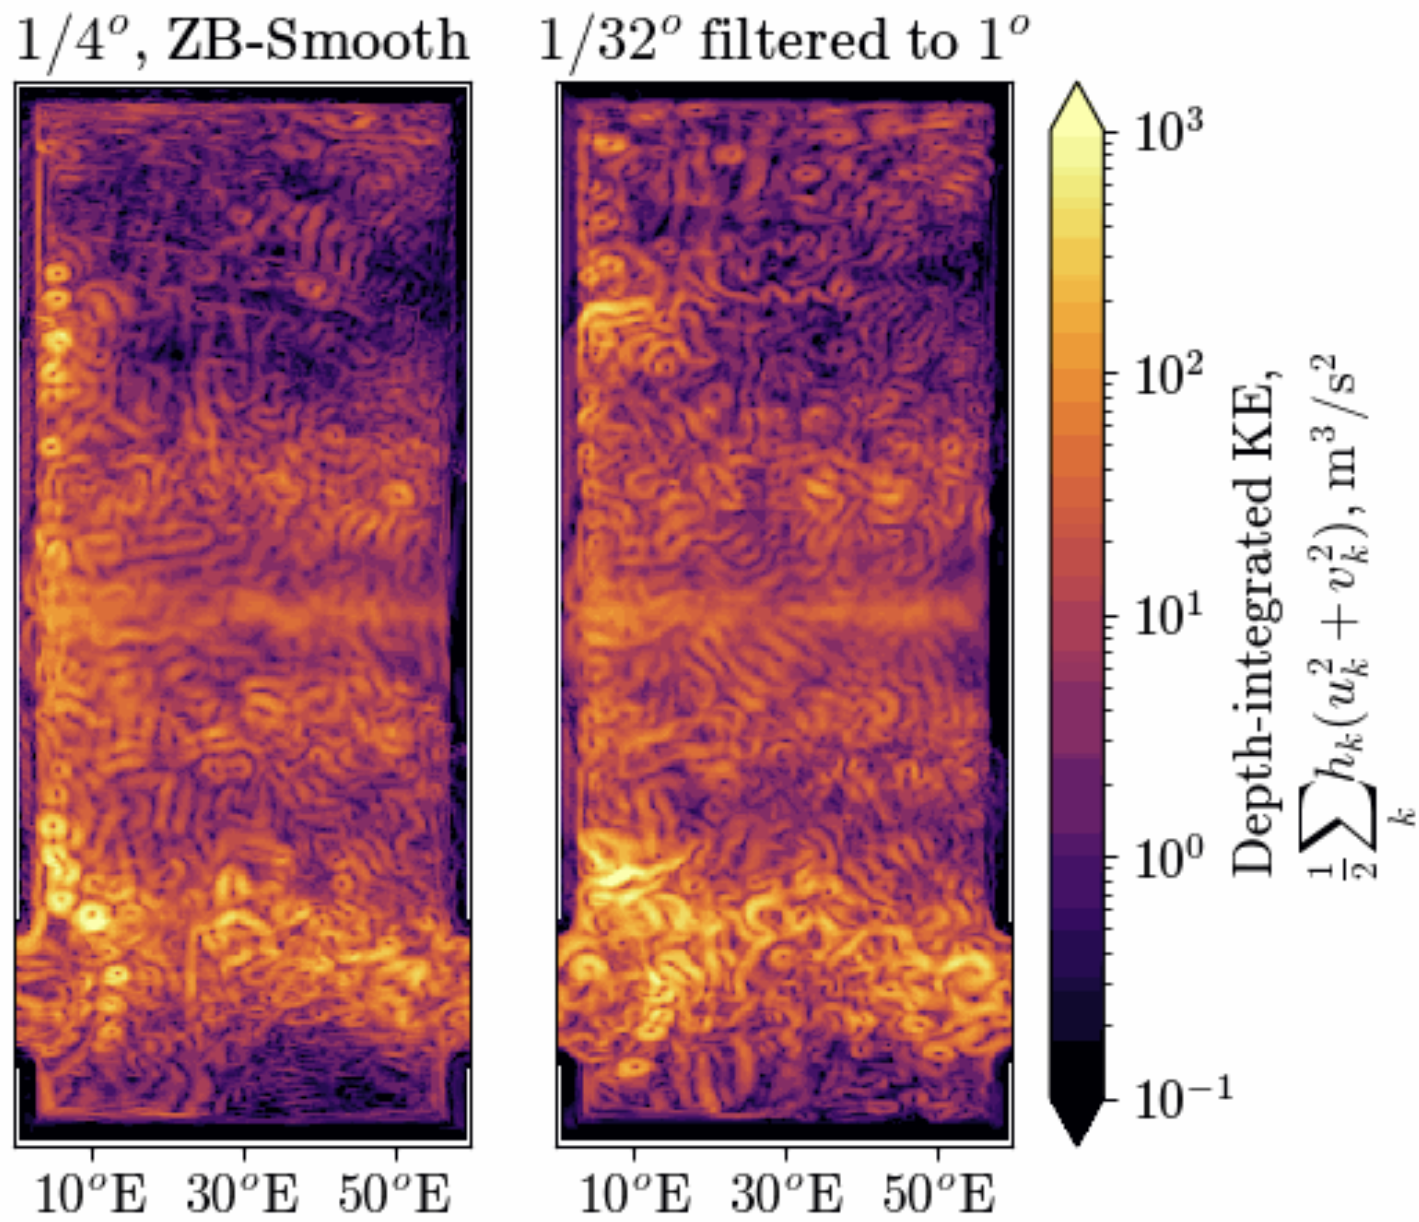 1/4°, ZB-Smooth
1/32° filtered to 1°
10³
10²
10¹
10⁰
10⁻¹
Depth-integrated KE,
½∑ₖ hₖ(uₖ² + vₖ²), m³/s²
10°E 30°E 50°E
10°E 30°E 50°E